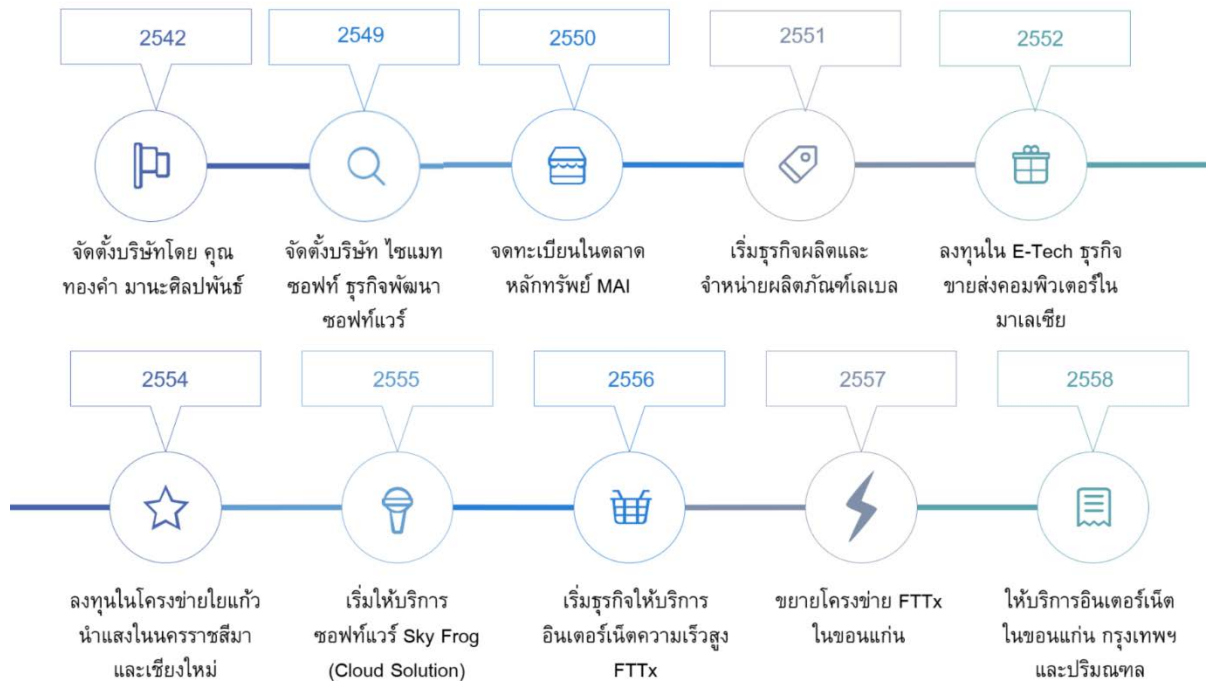 2542
2549
2550
2551
2552
จัดตั้งบริษัทโดย คุณ
ทองคำ มานะศิลปพันธ์
จัดตั้งบริษัท ไซแมท
ซอฟท์ ธุรกิจพัฒนา
ซอฟท์แวร์
จดทะเบียนในตลาด
หลักทรัพย์ MAI
เริ่มธุรกิจผลิตและ
จำหน่ายผลิตภัณฑ์เลเบล
ลงทุนใน E-Tech ธุรกิจ
ขายส่งคอมพิวเตอร์ใน
มาเลเซีย
2554
2555
2556
2557
2558
ลงทุนในโครงข่ายใยแก้ว
นำแสงในนครราชสีมา
และเชียงใหม่
เริ่มให้บริการ
ซอฟท์แวร์ Sky Frog
(Cloud Solution)
เริ่มธุรกิจให้บริการ
อินเตอร์เน็ตความเร็วสูง
FTTx
ขยายโครงข่าย FTTx
ในขอนแก่น
ให้บริการอินเตอร์เน็ต
ในขอนแก่น กรุงเทพฯ
และปริมณฑล